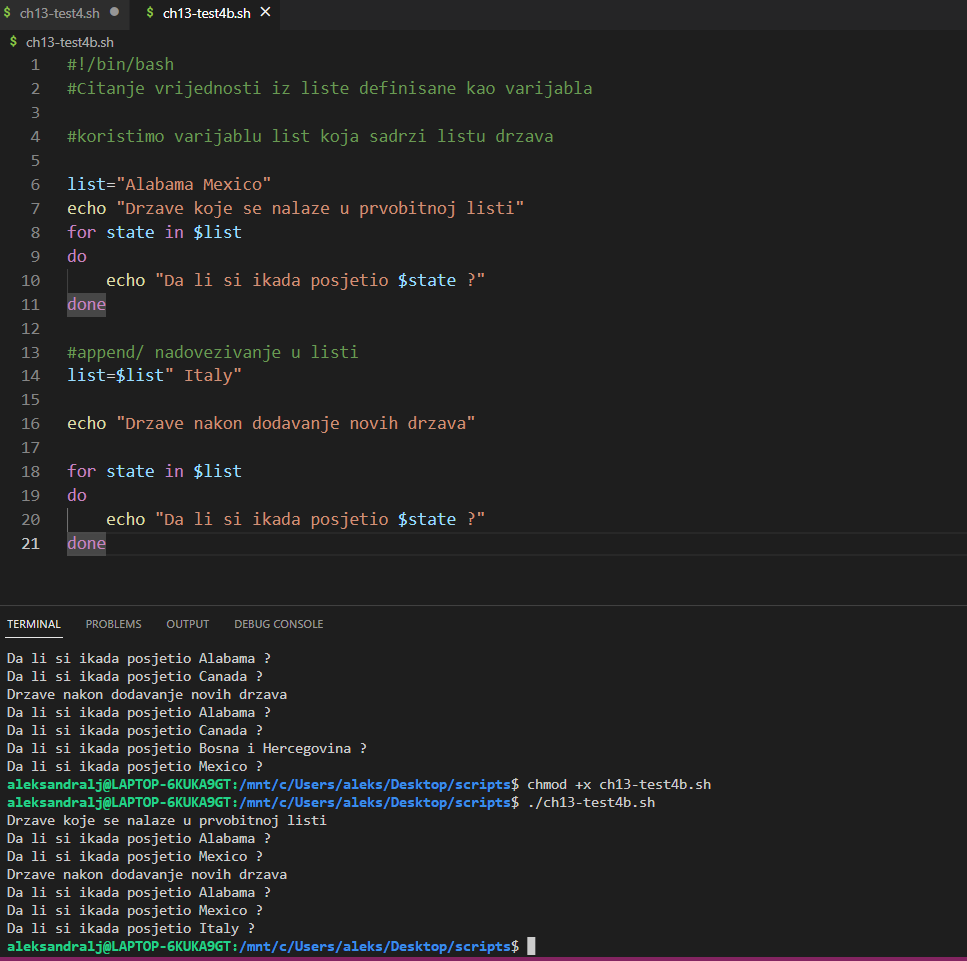 $ ch13-test4.sh ● $ ch13-test4b.sh ×
$ ch13-test4b.sh
1 #!/bin/bash
2 #Citanje vrijednosti iz liste definisane kao varijabla
3
4 #koristimo varijablu list koja sadrzi listu drzava
5
6 list="Alabama Mexico"
7 echo "Drzave koje se nalaze u prvobitnoj listi"
8 for state in $list
9 do
10 echo "Da li si ikada posjetio $state ?"
11 done
12
13 #append/ nadovezivanje u listi
14 list=$list" Italy"
15
16 echo "Drzave nakon dodavanje novih drzava"
17
18 for state in $list
19 do
20 echo "Da li si ikada posjetio $state ?"
21 done
TERMINAL PROBLEMS OUTPUT DEBUG CONSOLE
Da li si ikada posjetio Alabama ?
Da li si ikada posjetio Canada ?
Drzave nakon dodavanje novih drzava
Da li si ikada posjetio Alabama ?
Da li si ikada posjetio Canada ?
Da li si ikada posjetio Bosna i Hercegovina ?
Da li si ikada posjetio Mexico ?
aleksandralj@LAPTOP-6KUKA9GT:/mnt/c/Users/aleks/Desktop/scripts$ chmod +x ch13-test4b.sh
aleksandralj@LAPTOP-6KUKA9GT:/mnt/c/Users/aleks/Desktop/scripts$ ./ch13-test4b.sh
Drzave koje se nalaze u prvobitnoj listi
Da li si ikada posjetio Alabama ?
Da li si ikada posjetio Mexico ?
Drzave nakon dodavanje novih drzava
Da li si ikada posjetio Alabama ?
Da li si ikada posjetio Mexico ?
Da li si ikada posjetio Italy ?
aleksandralj@LAPTOP-6KUKA9GT:/mnt/c/Users/aleks/Desktop/scripts$